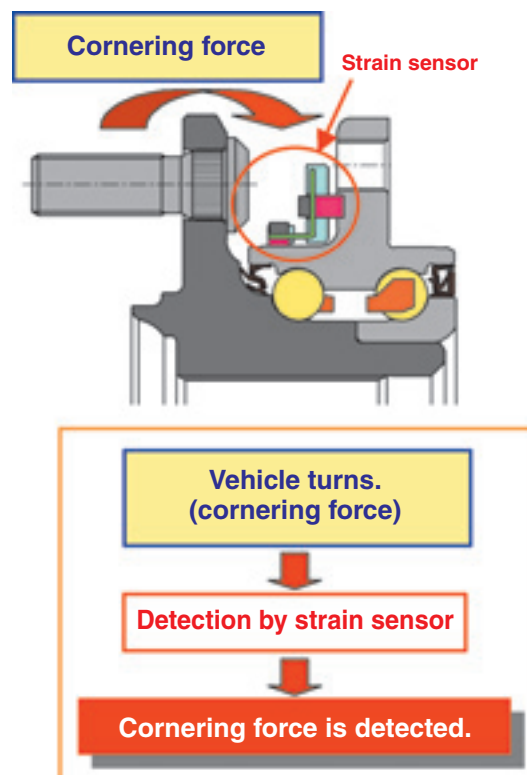 Cornering force
Strain sensor
Vehicle turns.
(cornering force)
Detection by strain sensor
Cornering force is detected.